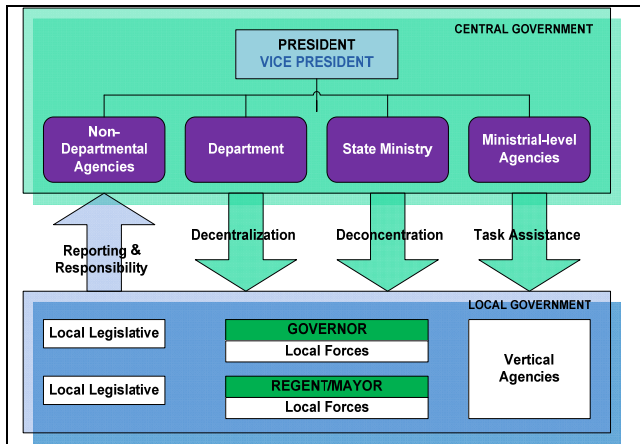 CENTRAL GOVERNMENT
PRESIDENT
VICE PRESIDENT
Non-
Departmental
Agencies
Department
State Ministry
Ministrial-level
Agencies
Reporting &
Responsibility
Decentralization
Deconcentration
Task Assistance
LOCAL GOVERNMENT
Local Legislative
GOVERNOR
Local Forces
Vertical
Agencies
Local Legislative
REGENT/MAYOR
Local Forces